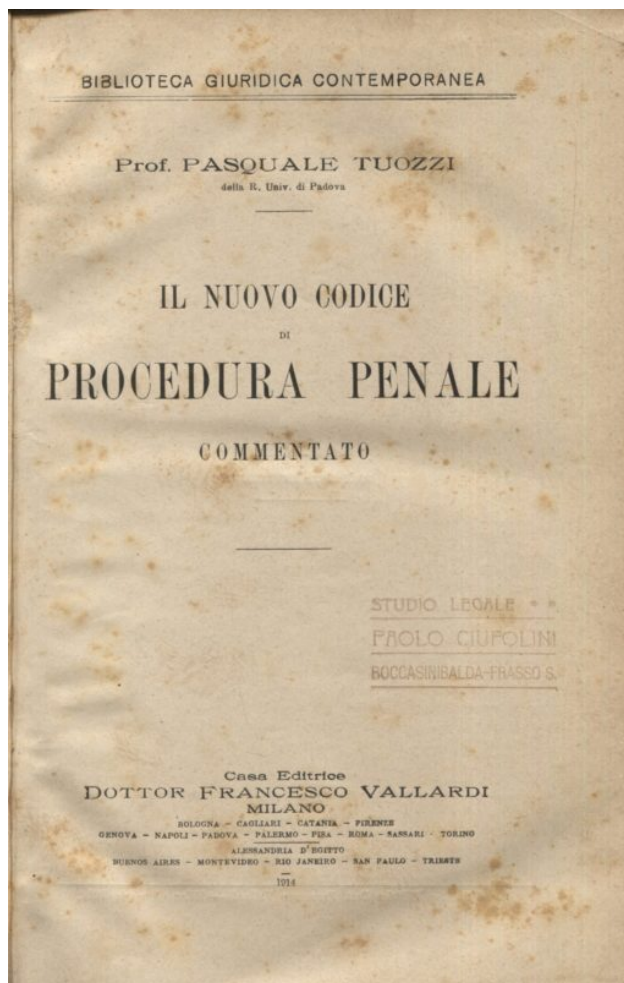 BIBLIOTECA GIURIDICA CONTEMPORANEA
Prof. PASQUALE TUOZZI
della R. Univ. di Padova
IL NUOVO CODICE
DI
PROCEDURA PENALE
COMMENTATO
STUDIO LEGALE
PAOLO CIUFOLINI
ROCCASINIBALDA-FRASSO S.
Casa Editrice
DOTTOR FRANCESCO VALLARDI
MILANO
BOLOGNA – CAGLIARI – CATANIA – FIRENZE
GENOVA – NAPOLI – PADOVA – PALERMO – PISA – ROMA – SASSARI - TORINO
ALESSANDRIA D'EGITTO
BUENOS AIRES – MONTEVIDEO – RIO JANEIRO – SAN PAULO – TRIESTE
1914